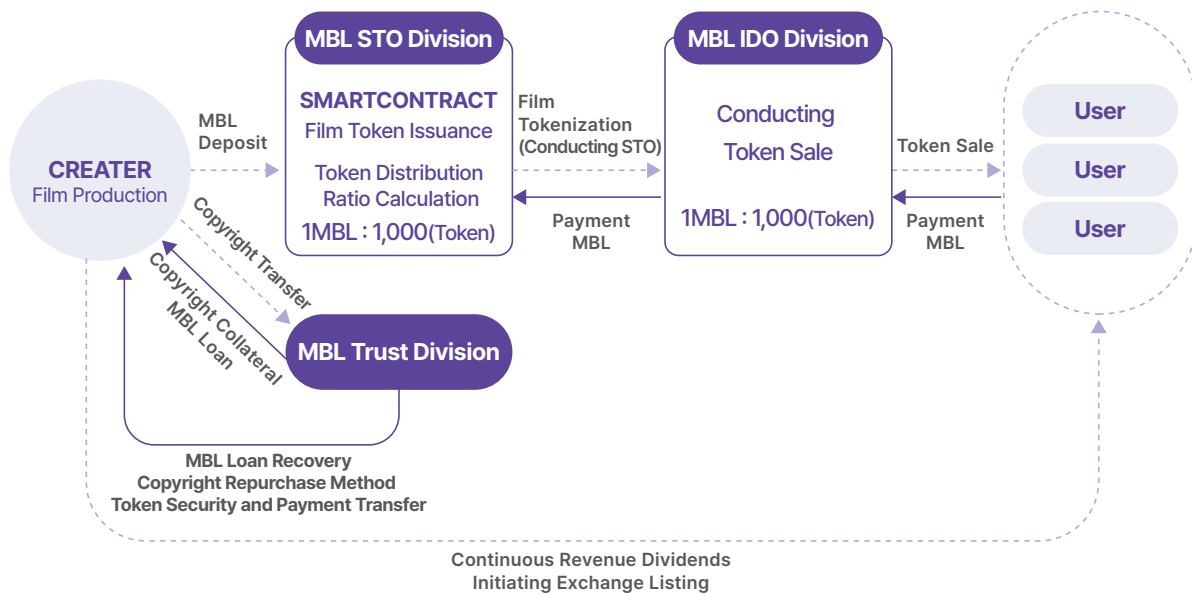 MBL STO Division
MBL IDO Division
SMARTCONTRACT
Film Token Issuance
Token Distribution
Ratio Calculation
1MBL : 1,000(Token)
Conducting
Token Sale
1MBL : 1,000(Token)
User
User
User
CREATER
Film Production
MBL
Deposit
Film
Tokenization
(Conducting STO)
Payment
MBL
Token Sale
Payment
MBL
Copyright Transfer
Copyright Collateral
MBL Loan
MBL Trust Division
MBL Loan Recovery
Copyright Repurchase Method
Token Security and Payment Transfer
Continuous Revenue Dividends
Initiating Exchange Listing